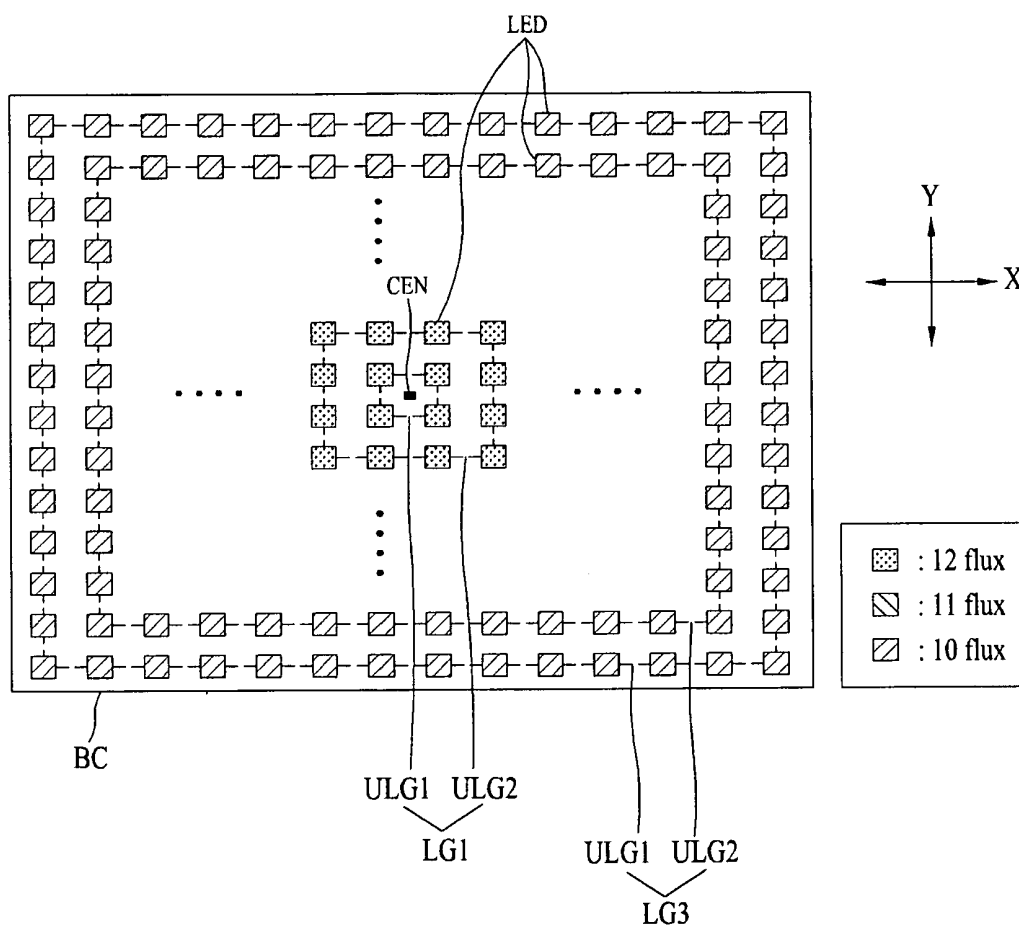 LED
Y
X
CEN
: 12 flux
: 11 flux
: 10 flux
BC
ULG1 ULG2
LG1
ULG1 ULG2
LG3